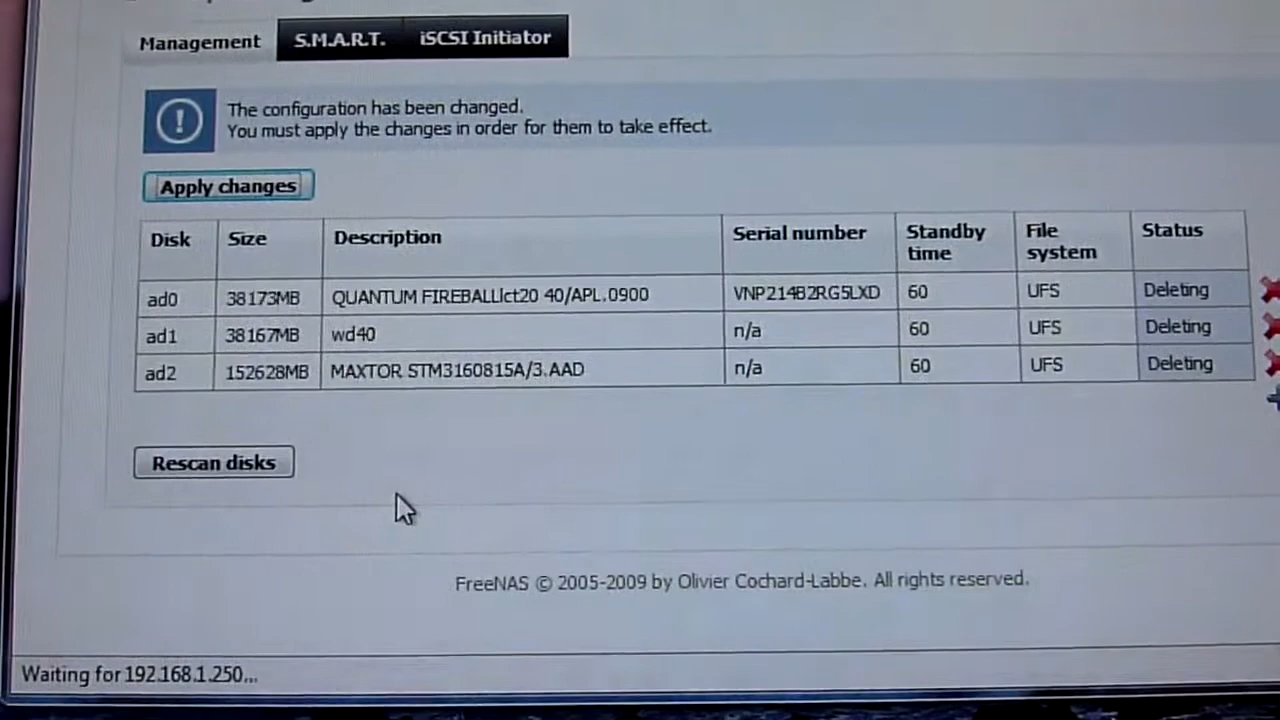 Management S.M.A.R.T. iSCSI Initiator
The configuration has been changed.
You must apply the changes in order for them to take effect.
Apply changes
Disk Size Description Serial number Standby time File system Status
ad0 38173MB QUANTUM FIREBALLlct20 40/APL.0900 VNP214B2RG5LXD 60 UFS Deleting
ad1 38167MB wd40 n/a 60 UFS Deleting
ad2 152628MB MAXTOR STM3160815A/3.AAD n/a 60 UFS Deleting
Rescan disks
FreeNAS © 2005-2009 by Olivier Cochard-Labbe. All rights reserved.
Waiting for 192.168.1.250...